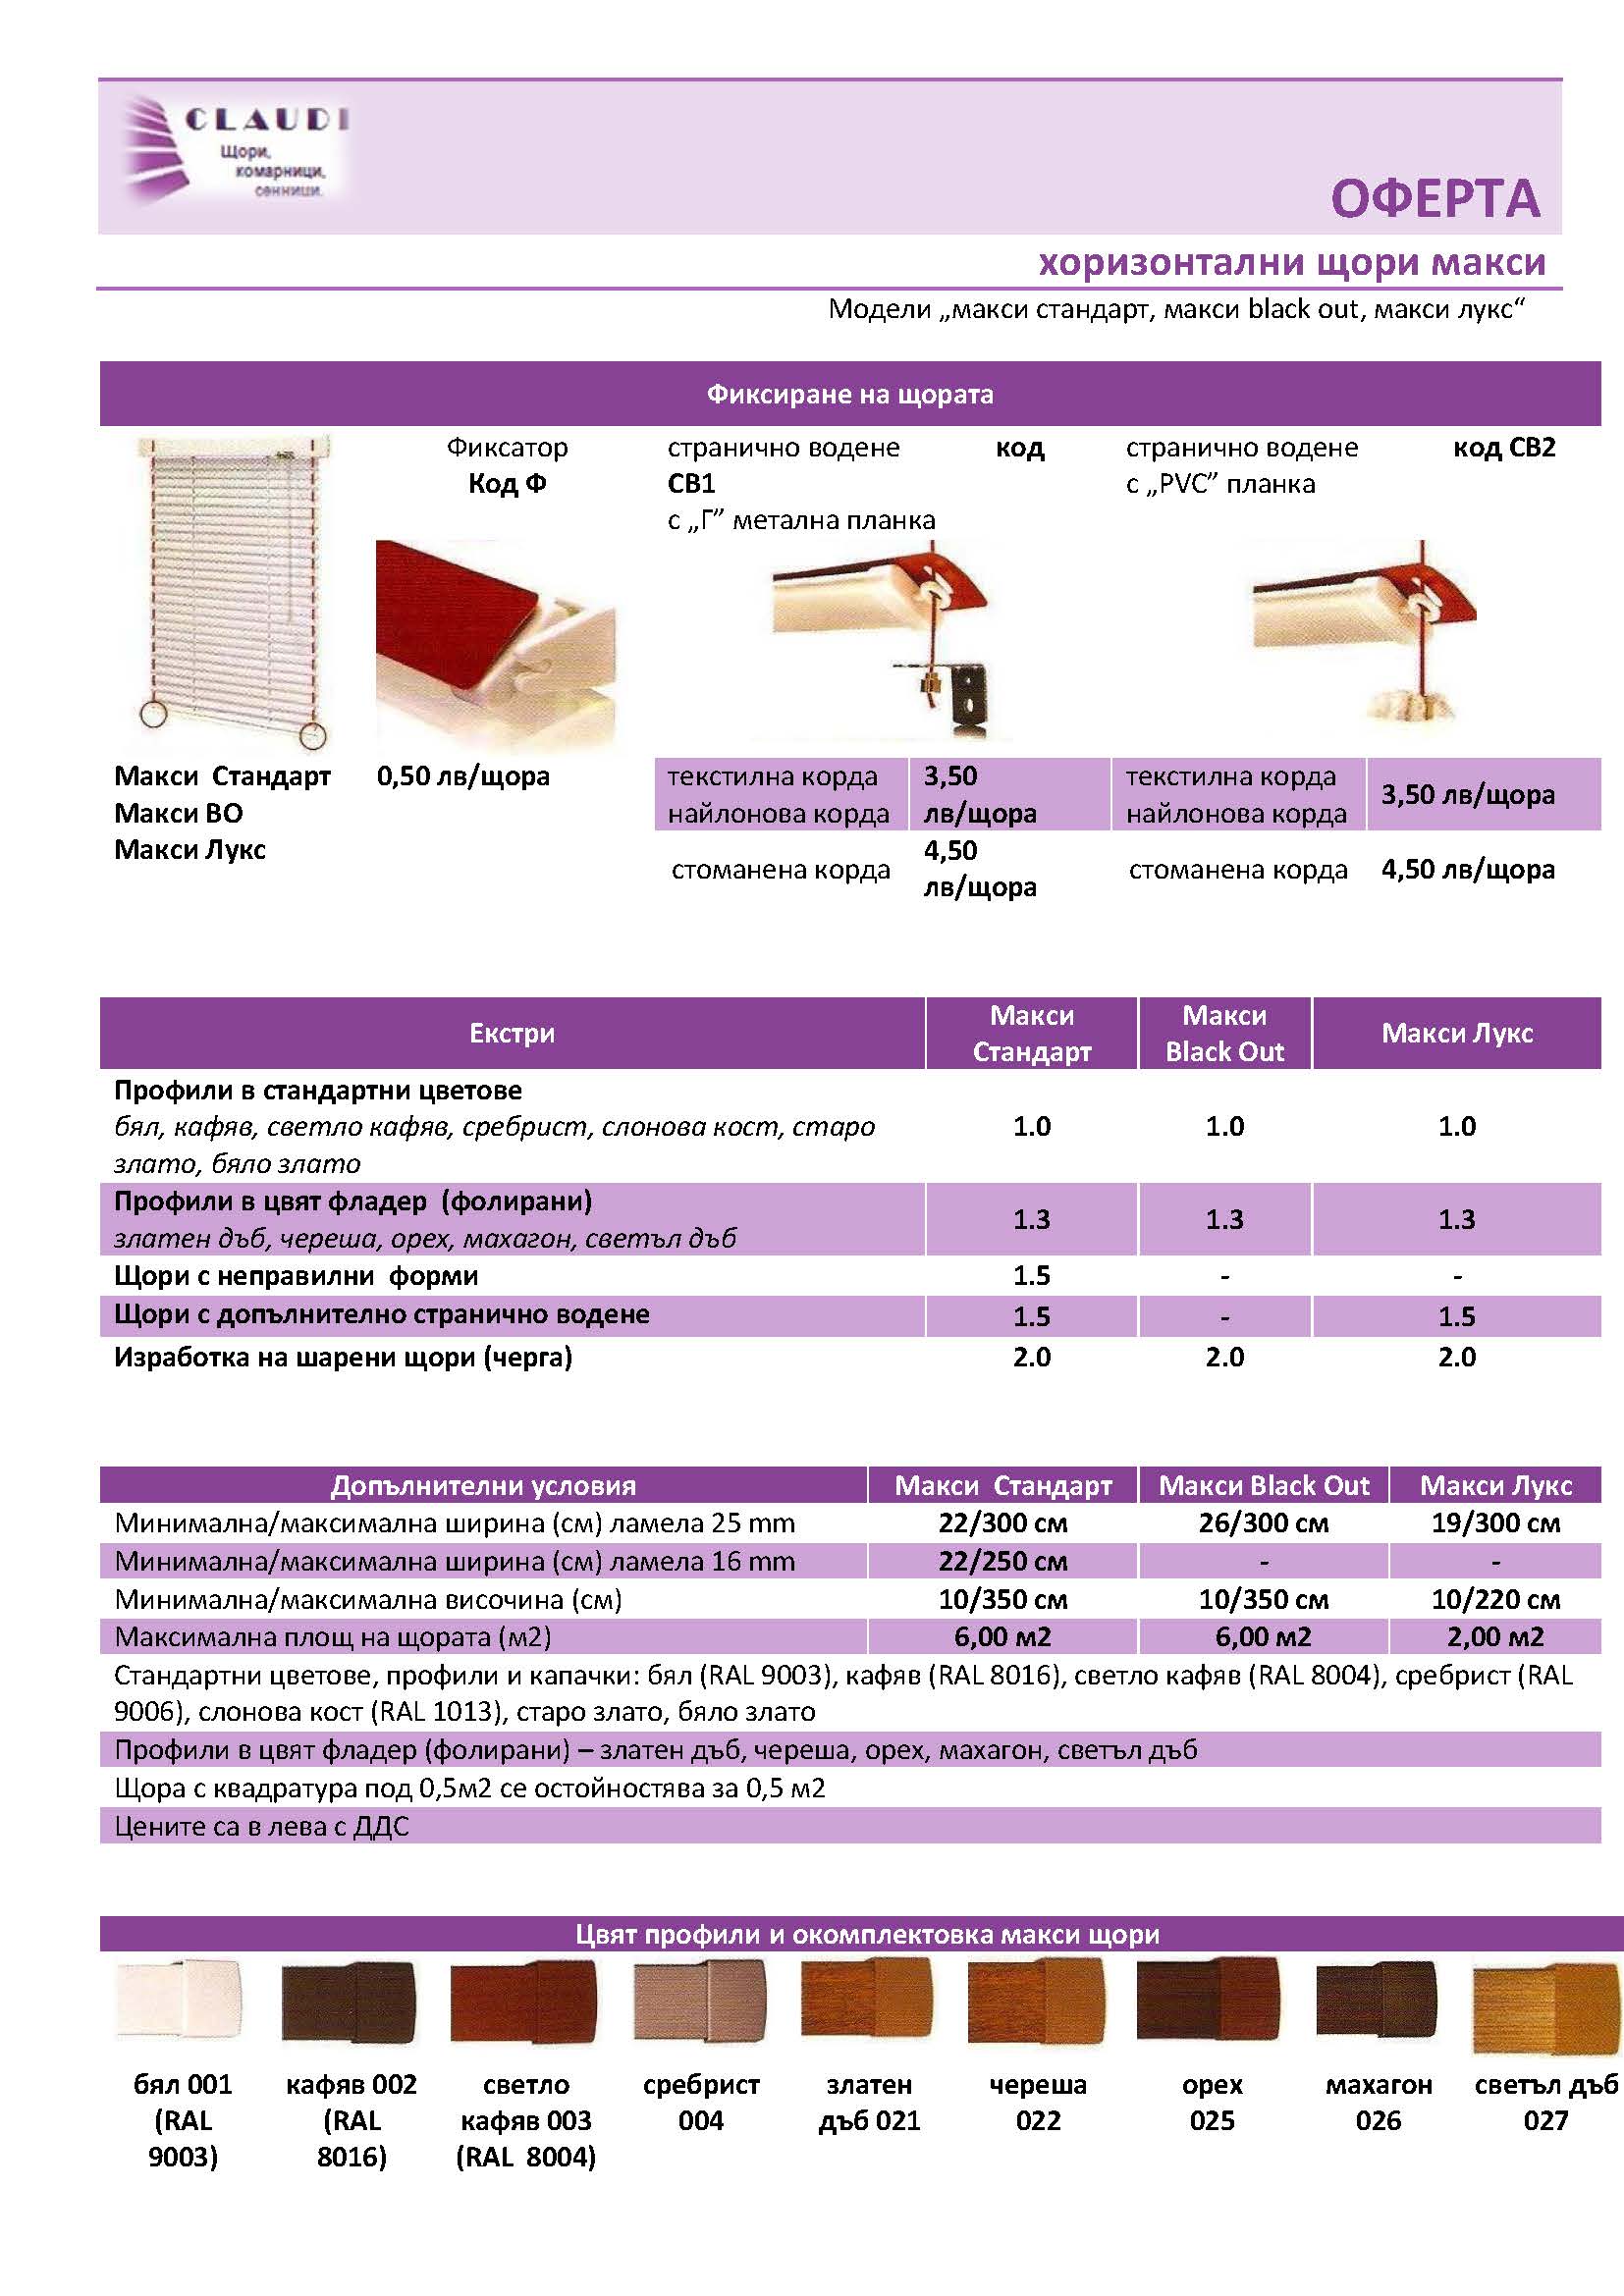 CLAUDI
Щори,
комарници,
сенници.
ОФЕРТА
хоризонтални щори макси
Модели „макси стандарт, макси black out, макси лукс“
Фиксиране на щората
Фиксатор
Код Ф
странично водене код
СВ1
с „Г” метална планка
странично водене код СВ2
с „PVC” планка
Макси Стандарт
Макси ВО
Макси Лукс
0,50 лв/щора
текстилна корда
найлонова корда
3,50
лв/щора
текстилна корда
найлонова корда
3,50 лв/щора
стоманена корда
4,50
лв/щора
стоманена корда
4,50 лв/щора
Екстри
Макси
Стандарт
Макси
Black Out
Макси Лукс
Профили в стандартни цветове
бял, кафяв, светло кафяв, сребрист, слонова кост, старо
злато, бяло злато
1.0 1.0 1.0
Профили в цвят фладер (фолирани)
златен дъб, череша, орех, махагон, светъл дъб
1.3 1.3 1.3
Щори с неправилни форми 1.5 - -
Щори с допълнително странично водене 1.5 - 1.5
Изработка на шарени щори (черга) 2.0 2.0 2.0
Допълнителни условия Макси Стандарт Макси Black Out Макси Лукс
Минимална/максимална ширина (см) ламела 25 mm 22/300 см 26/300 см 19/300 см
Минимална/максимална ширина (см) ламела 16 mm 22/250 см - -
Минимална/максимална височина (см) 10/350 см 10/350 см 10/220 см
Максимална площ на щората (м2) 6,00 м2 6,00 м2 2,00 м2
Стандартни цветове, профили и капачки: бял (RAL 9003), кафяв (RAL 8016), светло кафяв (RAL 8004), сребрист (RAL
9006), слонова кост (RAL 1013), старо злато, бяло злато
Профили в цвят фладер (фолирани) – златен дъб, череша, орех, махагон, светъл дъб
Щора с квадратура под 0,5м2 се остойностява за 0,5 м2
Цените са в лева с ДДС
Цвят профили и окомплектовка макси щори
бял 001
(RAL
9003)
кафяв 002
(RAL
8016)
светло
кафяв 003
(RAL 8004)
сребрист
004
златен
дъб 021
череша
022
орех
025
махагон
026
светъл дъб
027